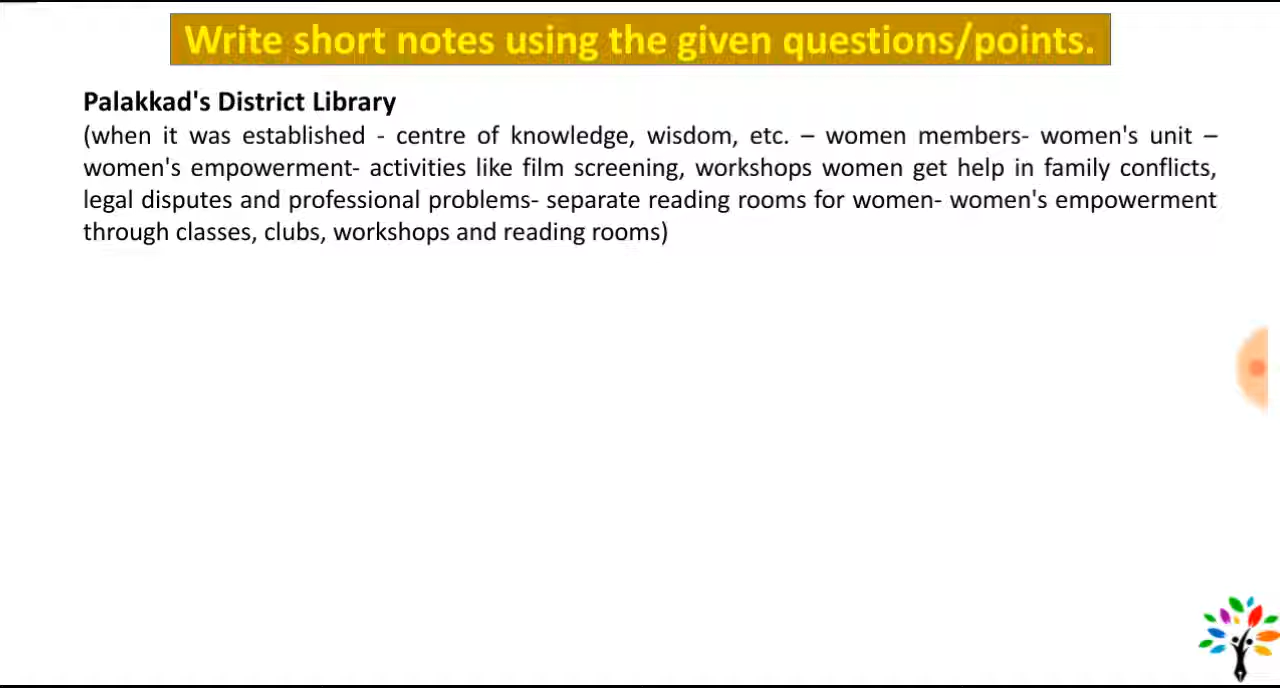 Write short notes using the given questions/points.
Palakkad's District Library
(when it was established - centre of knowledge, wisdom, etc. – women members- women's unit –
women's empowerment- activities like film screening, workshops women get help in family conflicts,
legal disputes and professional problems- separate reading rooms for women- women's empowerment
through classes, clubs, workshops and reading rooms)